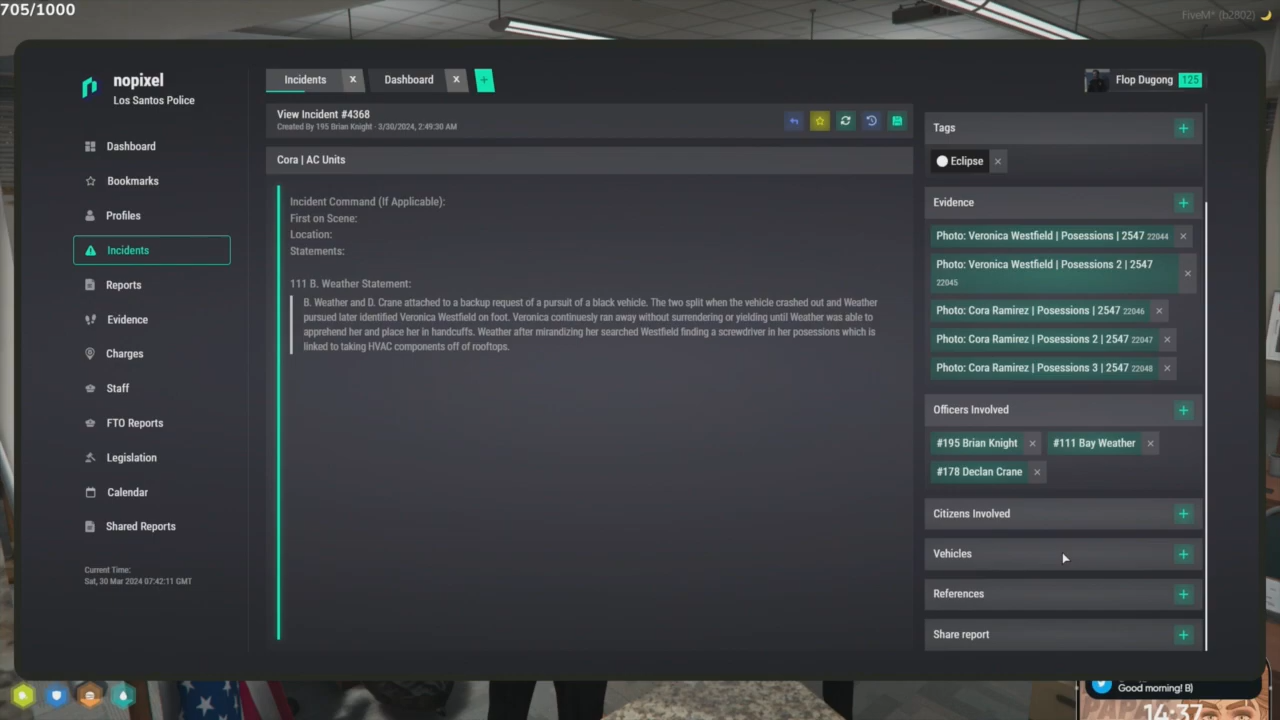 705/1000
FiveM* (b2802)
nopixel
Los Santos Police
Dashboard
Bookmarks
Profiles
Incidents
Reports
Evidence
Charges
Staff
FTO Reports
Legislation
Calendar
Shared Reports
Current Time:
Sat, 30 Mar 2024 07:42:11 GMT
Incidents x
Dashboard x
+
Flop Dugong 125
View Incident #4368
Created By 195 Brian Knight · 3/30/2024, 2:49:30 AM
Cora | AC Units
Incident Command (If Applicable):
First on Scene:
Location:
Statements:
111 B. Weather Statement:
B. Weather and D. Crane attached to a backup request of a pursuit of a black vehicle. The two split when the vehicle crashed out and Weather
pursued later identified Veronica Westfield on foot. Veronica continuesly ran away without surrendering or yielding until Weather was able to
apprehend her and place her in handcuffs. Weather after mirandizing her searched Westfield finding a screwdriver in her posessions which is
linked to taking HVAC components off of rooftops.
Tags +
Eclipse x
Evidence +
Photo: Veronica Westfield | Posessions | 2547 22044 x
Photo: Veronica Westfield | Posessions 2 | 2547
22045 x
Photo: Cora Ramirez | Posessions | 2547 22046 x
Photo: Cora Ramirez | Posessions 2 | 2547 22047 x
Photo: Cora Ramirez | Posessions 3 | 2547 22048 x
Officers Involved +
#195 Brian Knight x #111 Bay Weather x
#178 Declan Crane x
Citizens Involved +
Vehicles +
References +
Share report +
Good morning! B)
14:37